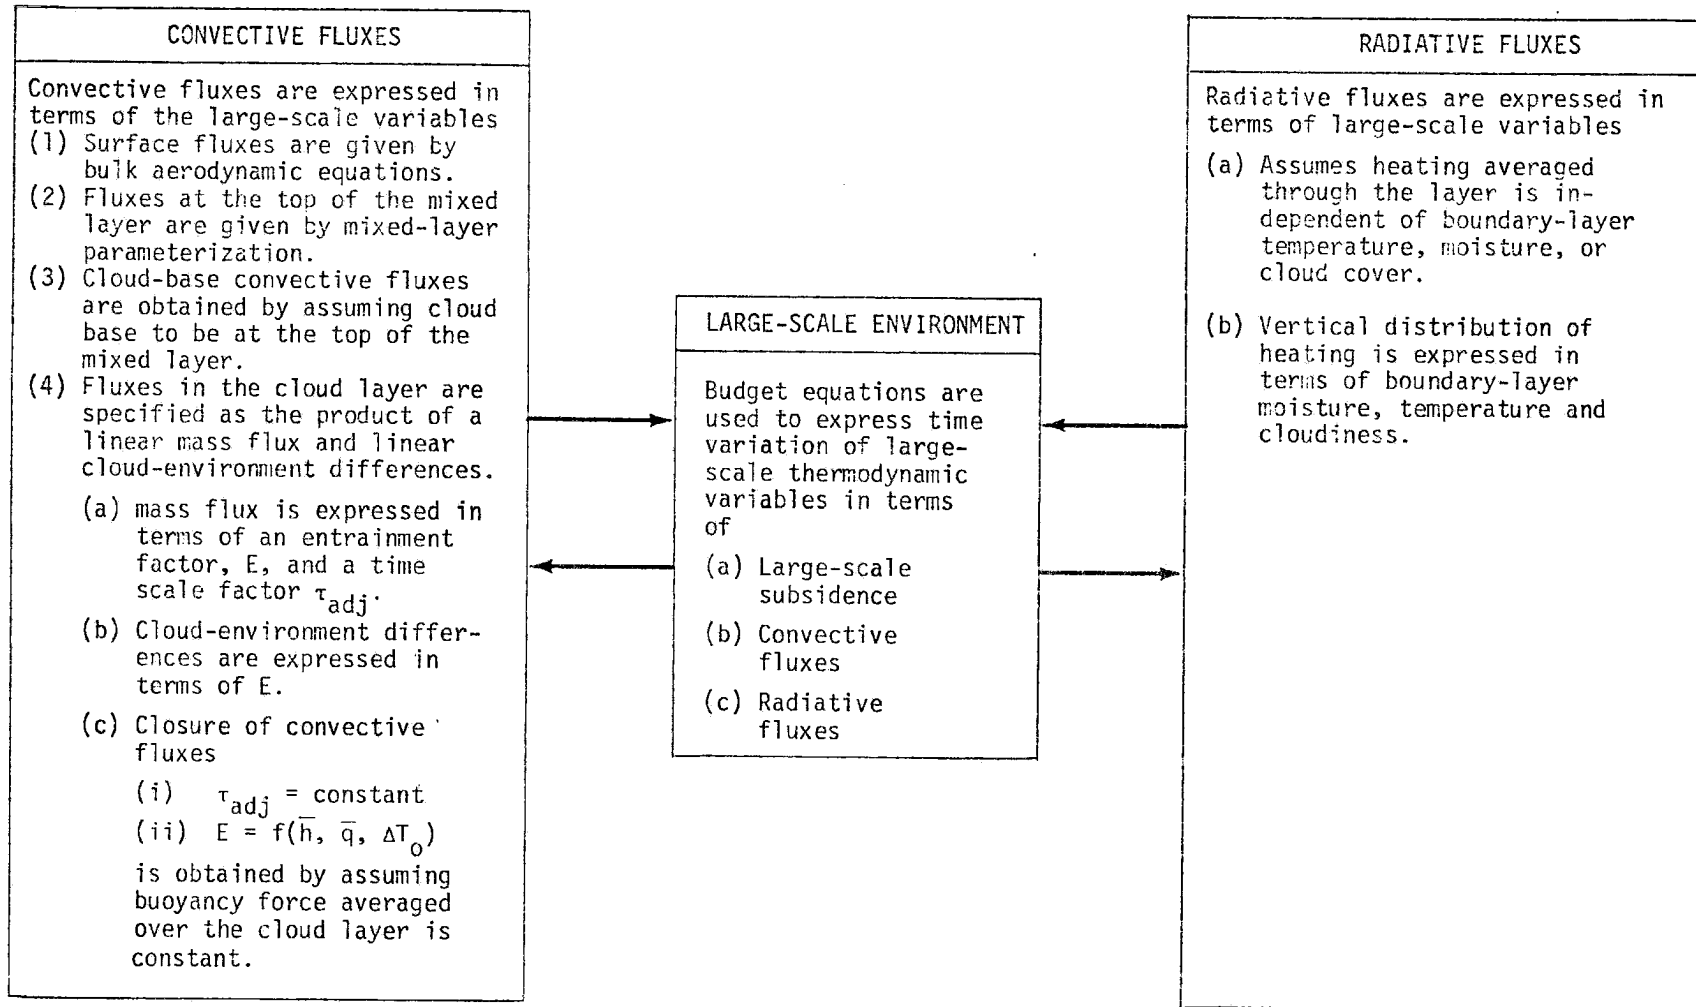 CONVECTIVE FLUXES
Convective fluxes are expressed in
terms of the large-scale variables
(1) Surface fluxes are given by
bulk aerodynamic equations.
(2) Fluxes at the top of the mixed
layer are given by mixed-layer
parameterization.
(3) Cloud-base convective fluxes
are obtained by assuming cloud
base to be at the top of the
mixed layer.
(4) Fluxes in the cloud layer are
specified as the product of a
linear mass flux and linear
cloud-environment differences.
(a) mass flux is expressed in
terms of an entrainment
factor, E, and a time
scale factor τadj.
(b) Cloud-environment differ-
ences are expressed in
terms of E.
(c) Closure of convective
fluxes
(i) τadj = constant
(ii) E = f(h̅, q̅, ΔTo)
is obtained by assuming
buoyancy force averaged
over the cloud layer is
constant.
LARGE-SCALE ENVIRONMENT
Budget equations are
used to express time
variation of large-
scale thermodynamic
variables in terms
of
(a) Large-scale
subsidence
(b) Convective
fluxes
(c) Radiative
fluxes
RADIATIVE FLUXES
Radiative fluxes are expressed in
terms of large-scale variables
(a) Assumes heating averaged
through the layer is in-
dependent of boundary-layer
temperature, moisture, or
cloud cover.
(b) Vertical distribution of
heating is expressed in
terms of boundary-layer
moisture, temperature and
cloudiness.